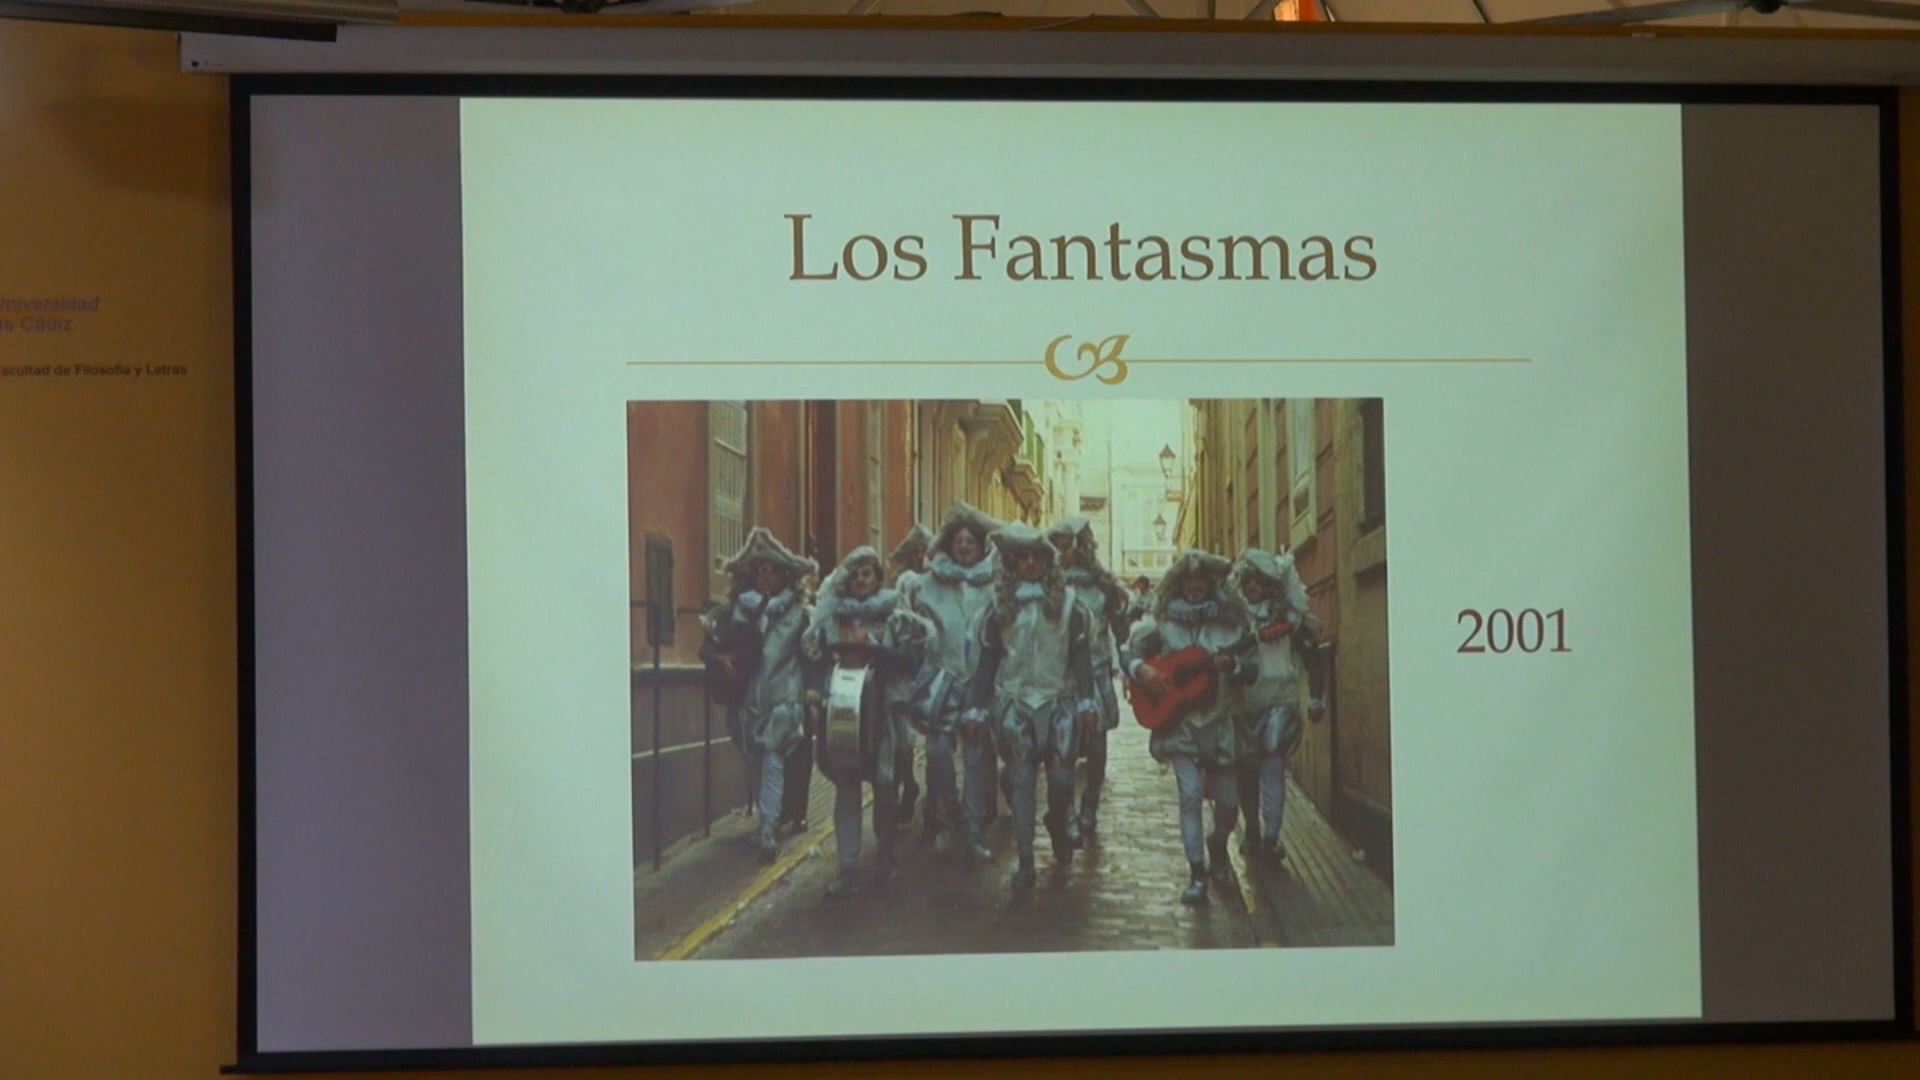 Los Fantasmas
2001
Universidad
de Cádiz
Facultad de Filosofía y Letras